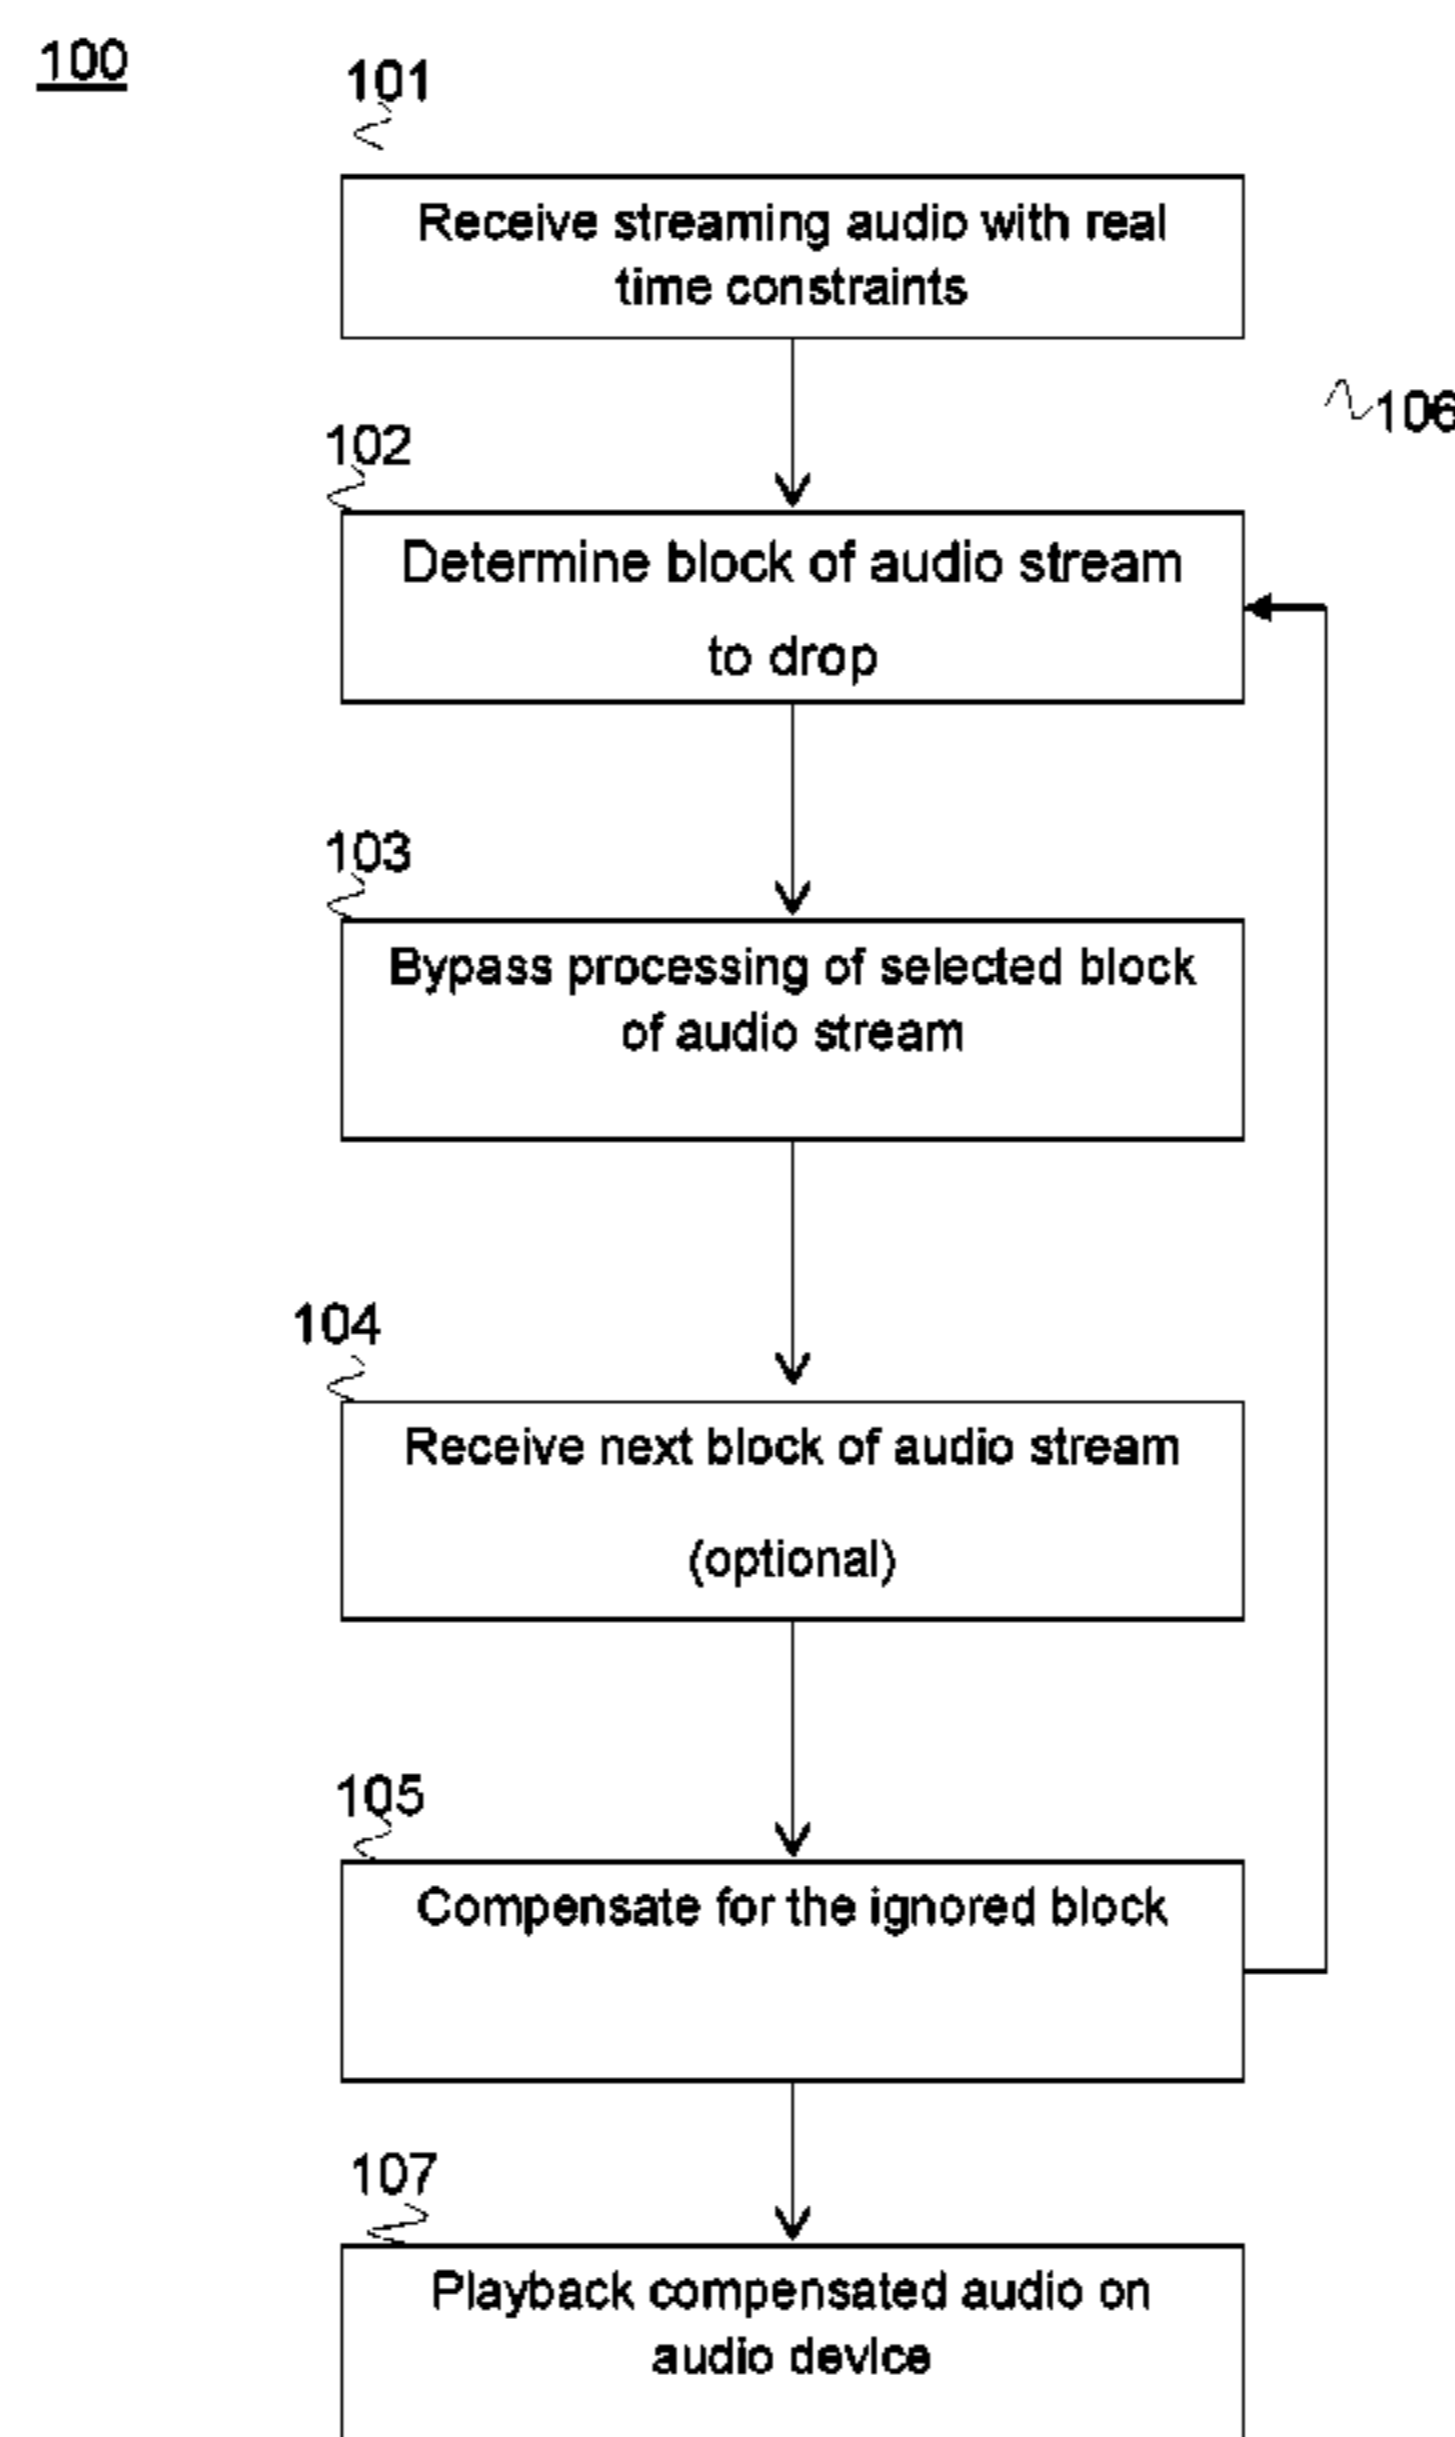 100
101
Receive streaming audio with real
time constraints
106
102
Determine block of audio stream
to drop
103
Bypass processing of selected block
of audio stream
104
Receive next block of audio stream
(optional)
105
Compensate for the ignored block
107
Playback compensated audio on
audio device